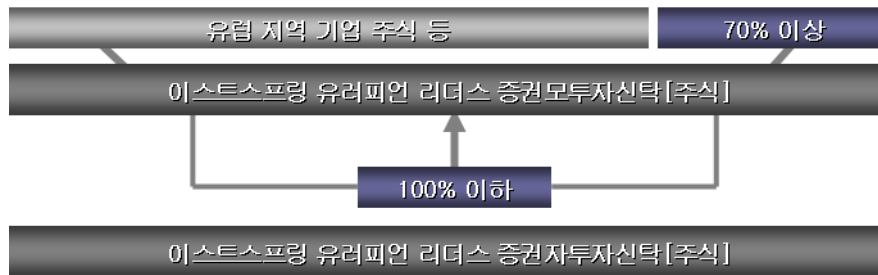 유럽 지역 기업 주식 등 70% 이상
이스트스프링 유러피언 리더스 증권모투자신탁[주식]
100% 이하
이스트스프링 유러피언 리더스 증권자투자신탁[주식]